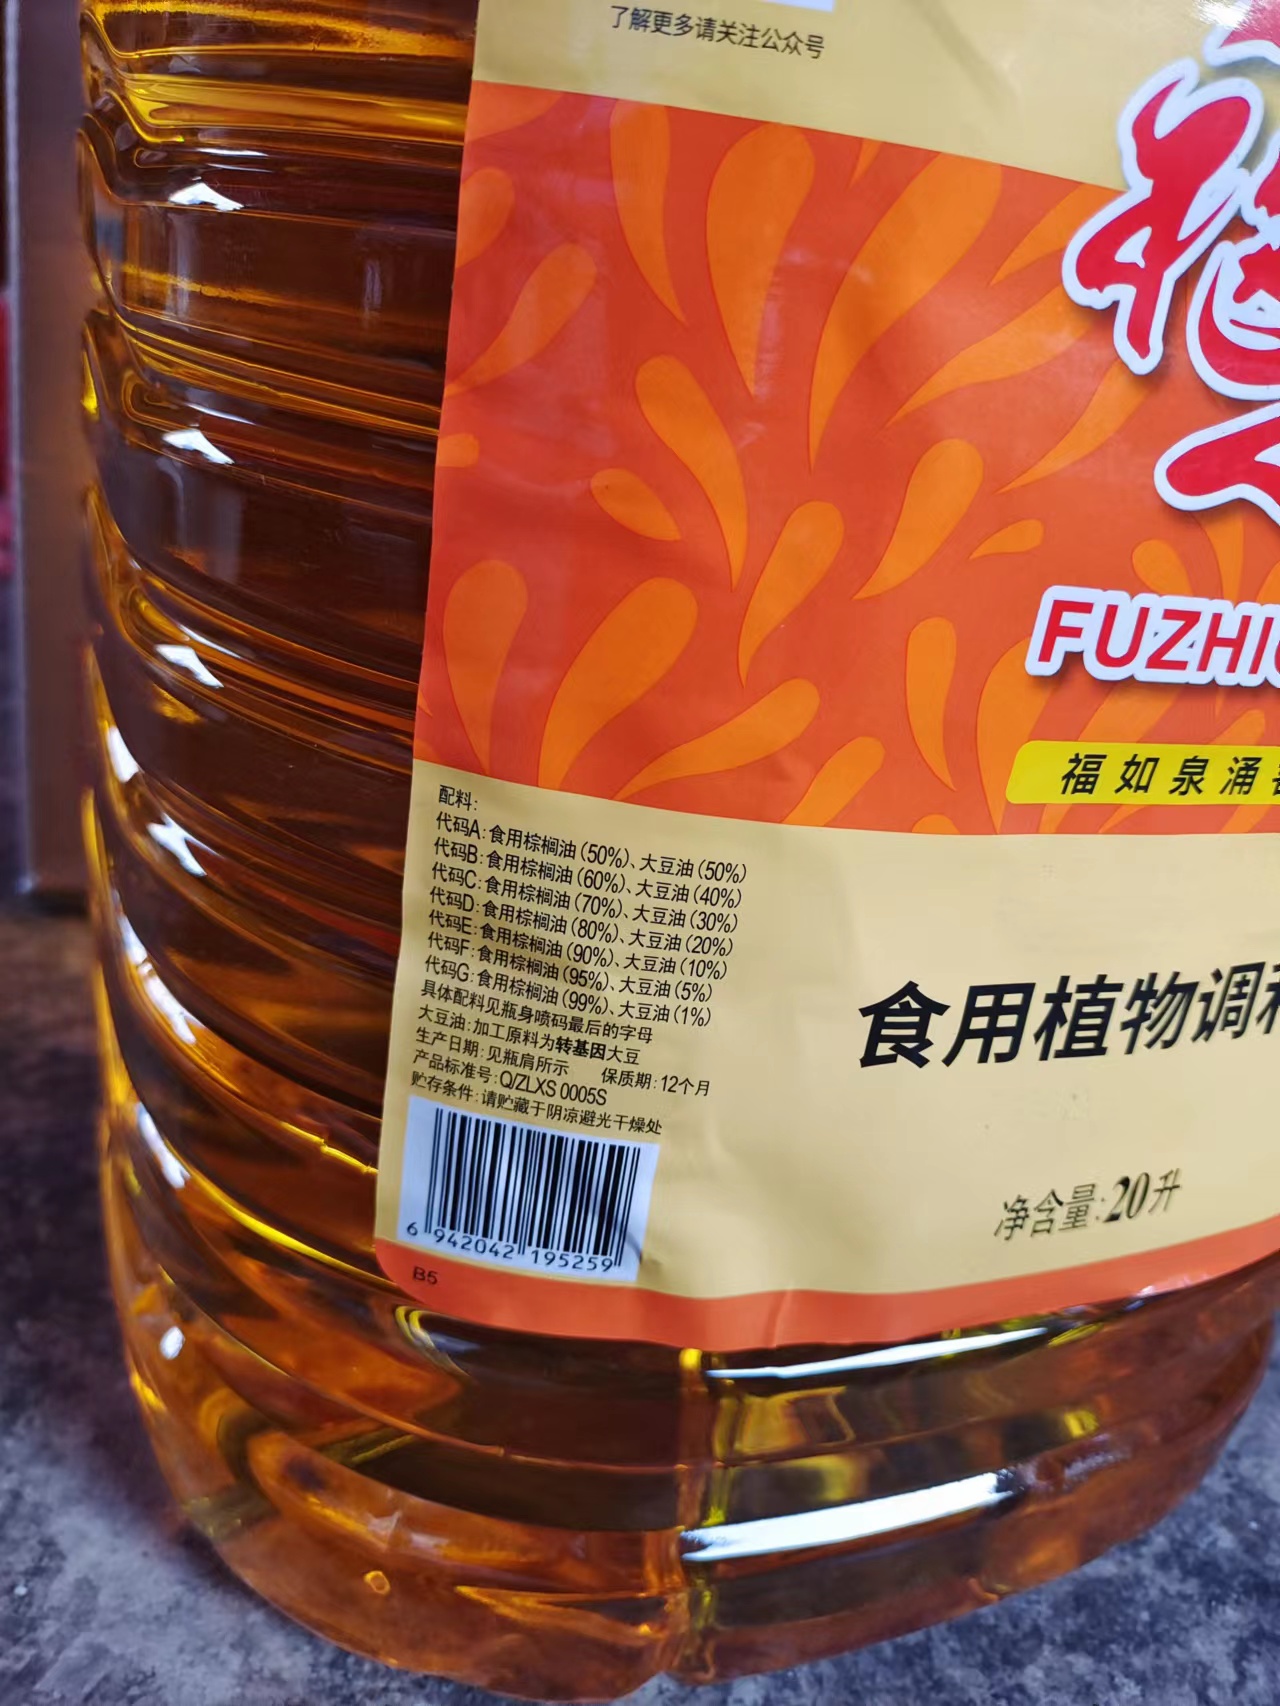 了解更多请关注公众号
FUZHI
福如泉涌
配料:
代码A:食用棕榈油(50%)、大豆油(50%)
代码B:食用棕榈油(60%)、大豆油(40%)
代码C:食用棕榈油(70%)、大豆油(30%)
代码D:食用棕榈油(80%)、大豆油(20%)
代码E:食用棕榈油(90%)、大豆油(10%)
代码F:食用棕榈油(95%)、大豆油(5%)
代码G:食用棕榈油(99%)、大豆油(1%)
具体配料见瓶身喷码最后的字母
大豆油:加工原料为转基因大豆
生产日期:见瓶肩所示 保质期:12个月
产品标准号:Q/ZLXS 0005S
贮存条件:请贮藏于阴凉避光干燥处
6 942042 195259
B5
食用植物调
净含量:20升